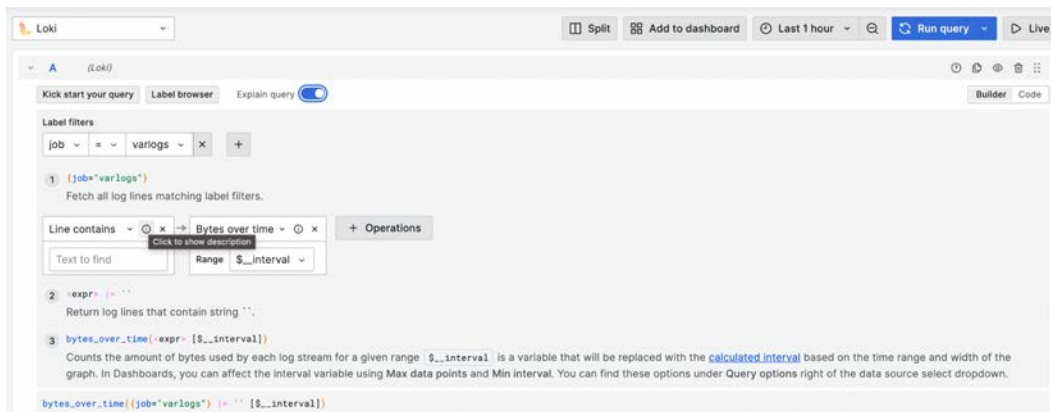 Loki
Split
Add to dashboard
Last 1 hour
Run query
Live
A (Loki)
Kick start your query
Label browser
Explain query
Builder
Code
Label filters
job = varlogs × +
1 {job="varlogs"}
Fetch all log lines matching label filters.
Line contains
Bytes over time
+ Operations
Click to show description
Text to find
Range $__interval
2 <expr> |= ``
Return log lines that contain string ``.
3 bytes_over_time(<expr> [$__interval])
Counts the amount of bytes used by each log stream for a given range $__interval is a variable that will be replaced with the calculated interval based on the time range and width of the
graph. In Dashboards, you can affect the interval variable using Max data points and Min interval. You can find these options under Query options right of the data source select dropdown.
bytes_over_time({job="varlogs"} |= `` [$__interval])